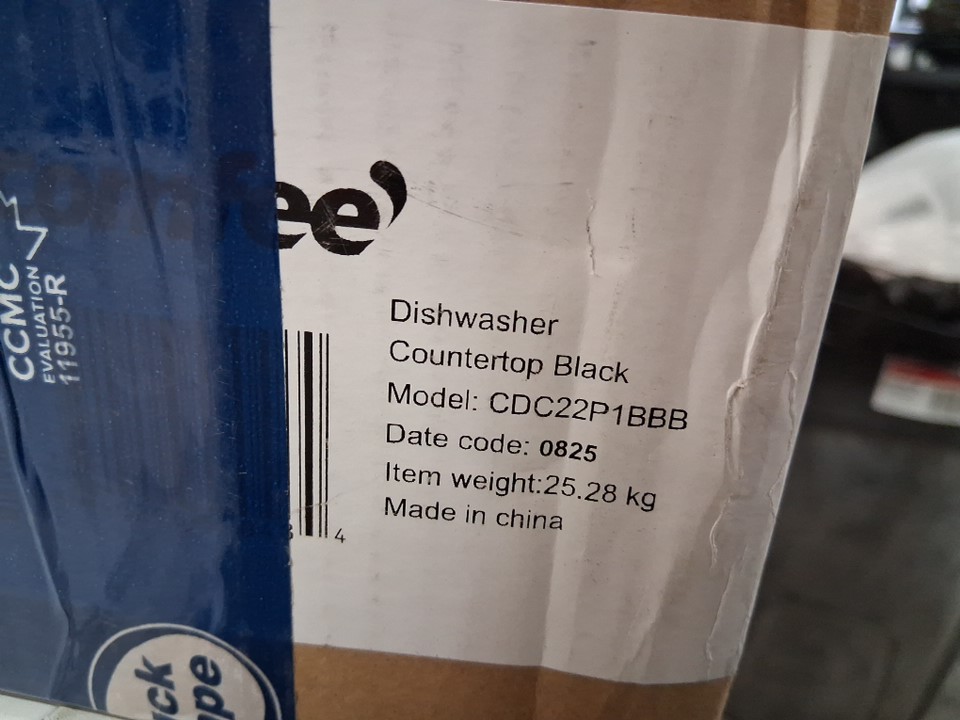 comfee'
Dishwasher
Countertop Black
Model: CDC22P1BBB
Date code: 0825
Item weight:25.28 kg
Made in china
4
CCMC
EVALUATION
11955-R